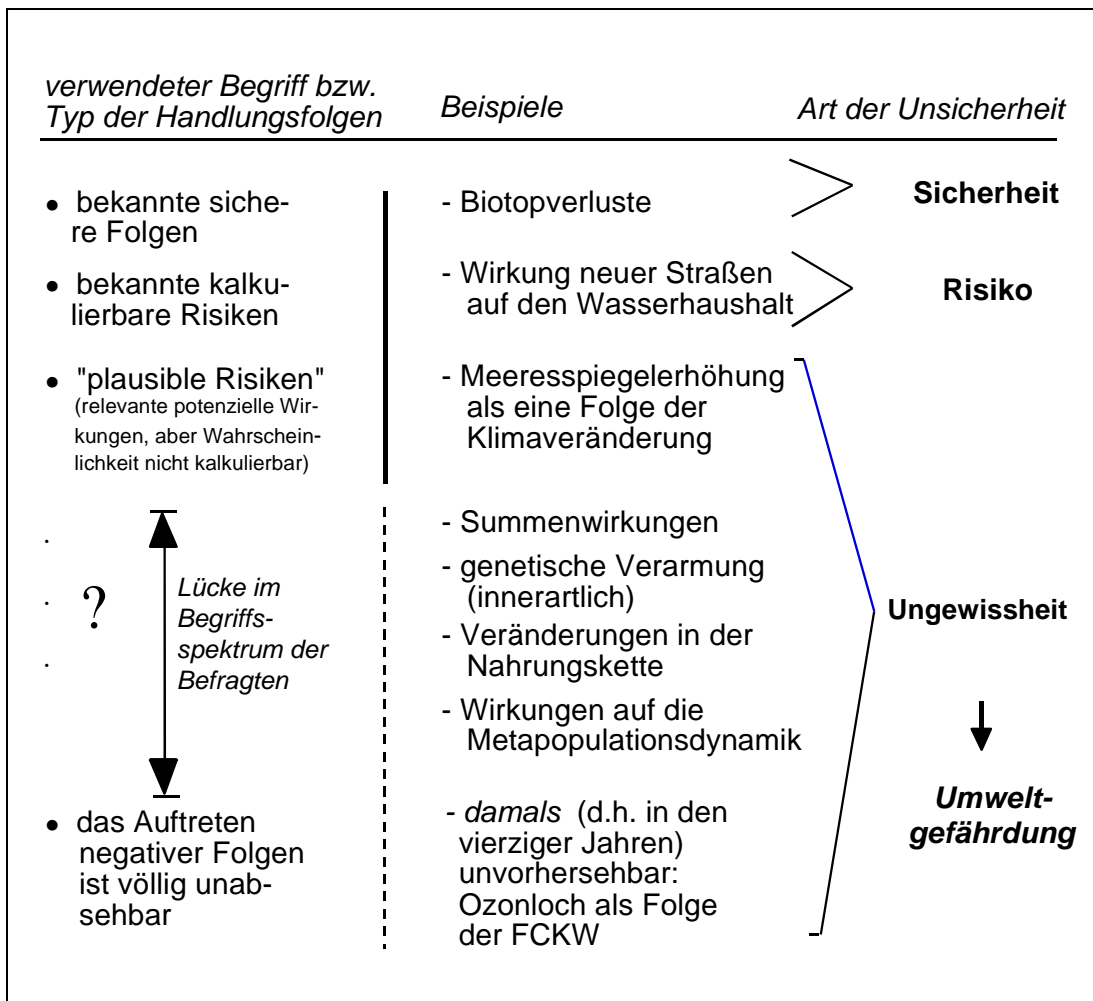 verwendeter Begriff bzw.
Typ der Handlungsfolgen
Beispiele
Art der Unsicherheit
• bekannte siche-
re Folgen
- Biotopverluste
Sicherheit
• bekannte kalku-
lierbare Risiken
- Wirkung neuer Straßen
auf den Wasserhaushalt
Risiko
• "plausible Risiken"
(relevante potenzielle Wir-
kungen, aber Wahrschein-
lichkeit nicht kalkulierbar)
- Meeresspiegelerhöhung
als eine Folge der
Klimaveränderung
.
.
.
?
Lücke im
Begriffs-
spektrum der
Befragten
- Summenwirkungen
- genetische Verarmung
(innerartlich)
- Veränderungen in der
Nahrungskette
- Wirkungen auf die
Metapopulationsdynamik
Ungewissheit
Umwelt-
gefährdung
• das Auftreten
negativer Folgen
ist völlig unab-
sehbar
- damals (d.h. in den
vierziger Jahren)
unvorhersehbar:
Ozonloch als Folge
der FCKW